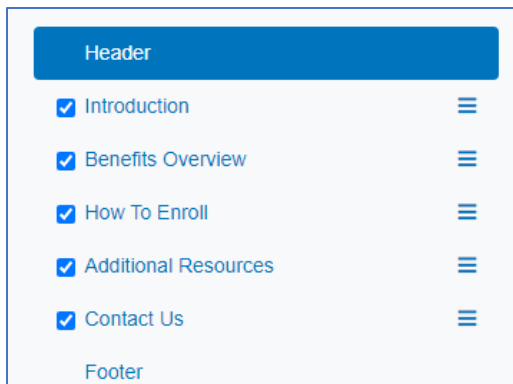 Header
Introduction
Benefits Overview
How To Enroll
Additional Resources
Contact Us
Footer